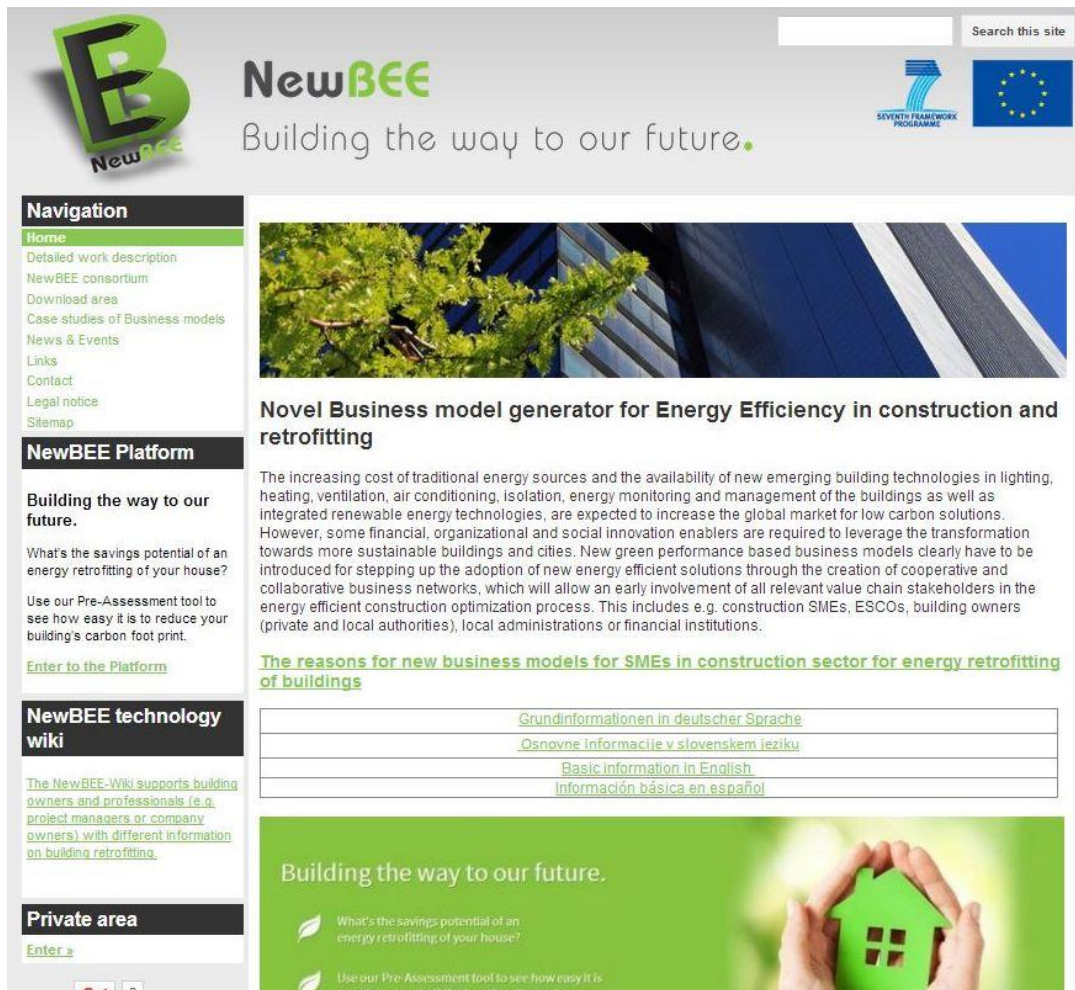 Search this site
NewBEE
Building the way to our future.
SEVENTH FRAMEWORK
PROGRAMME
NewBEE
Navigation
Home
Detailed work description
NewBEE consortium
Download area
Case studies of Business models
News & Events
Links
Contact
Legal notice
Sitemap
NewBEE Platform
Building the way to our
future.
What's the savings potential of an
energy retrofitting of your house?
Use our Pre-Assessment tool to
see how easy it is to reduce your
building's carbon foot print.
Enter to the Platform
NewBEE technology
wiki
The NewBEE-Wiki supports building
owners and professionals (e.g.
project managers or company
owners) with different information
on building retrofitting.
Private area
Enter »
Novel Business model generator for Energy Efficiency in construction and
retrofitting
The increasing cost of traditional energy sources and the availability of new emerging building technologies in lighting,
heating, ventilation, air conditioning, isolation, energy monitoring and management of the buildings as well as
integrated renewable energy technologies, are expected to increase the global market for low carbon solutions.
However, some financial, organizational and social innovation enablers are required to leverage the transformation
towards more sustainable buildings and cities. New green performance based business models clearly have to be
introduced for stepping up the adoption of new energy efficient solutions through the creation of cooperative and
collaborative business networks, which will allow an early involvement of all relevant value chain stakeholders in the
energy efficient construction optimization process. This includes e.g. construction SMEs, ESCOs, building owners
(private and local authorities), local administrations or financial institutions.
The reasons for new business models for SMEs in construction sector for energy retrofitting
of buildings
Grundinformationen in deutscher Sprache
Osnovne informacije v slovenskem jeziku
Basic information in English
Información básica en español
Building the way to our future.
What's the savings potential of an
energy retrofitting of your house?
Use our Pre-Assessment tool to see how easy it is